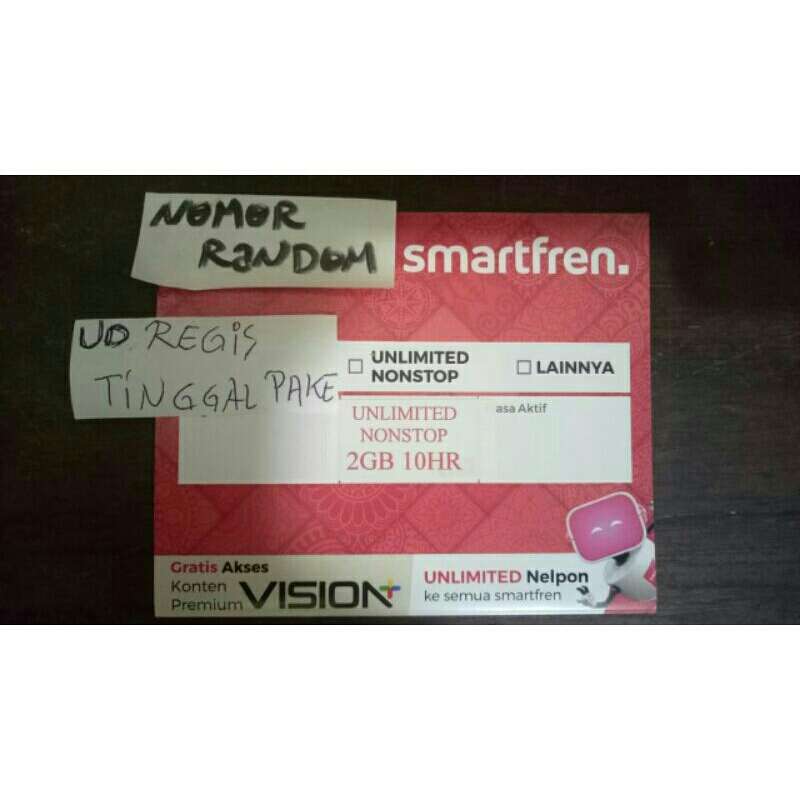 NOMOR
RANDOM
smartfren.
UD REGIS
TINGGAL PAKE
UNLIMITED
NONSTOP
LAINNYA
UNLIMITED
NONSTOP
2GB 10HR
asa Aktif
Gratis Akses
Konten
Premium
VISION+
UNLIMITED Nelpon
ke semua smartfren